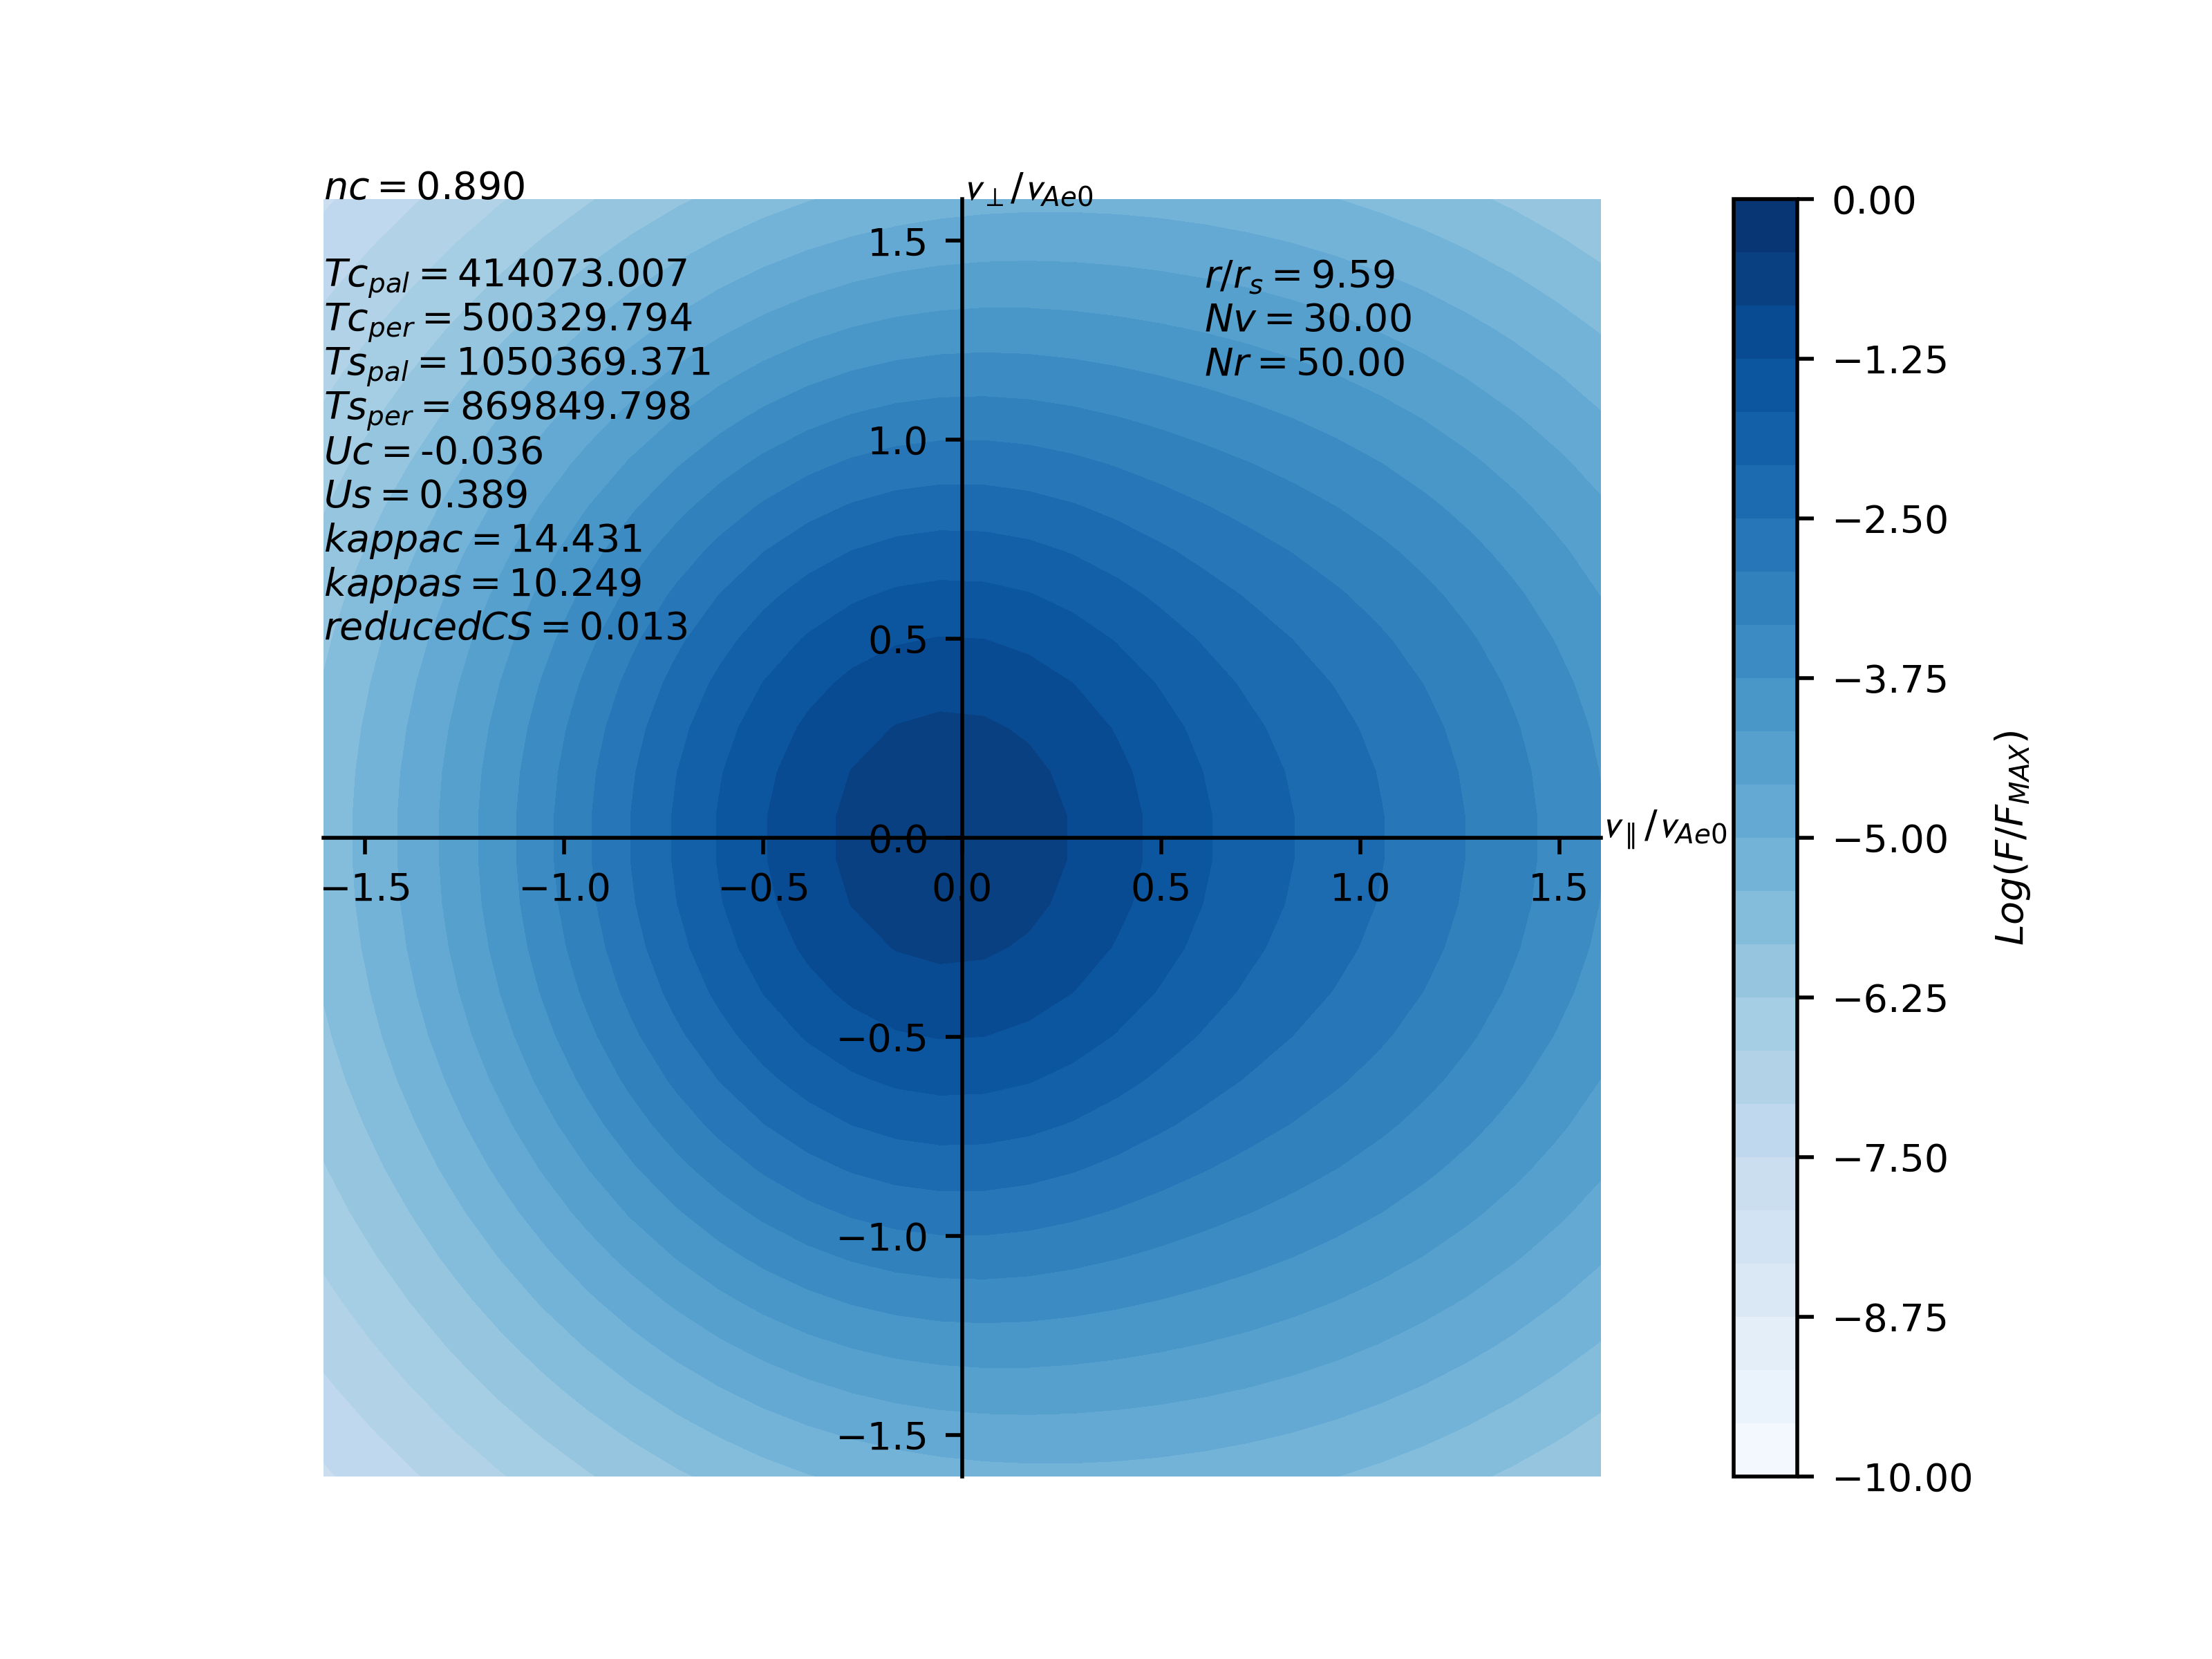 nc = 0.890
v⊥/vAe0
Tcpal = 414073.007
Tcper = 500329.794
Tspal = 1050369.371
Tsper = 869849.798
Uc = -0.036
Us = 0.389
kappac = 14.431
kappas = 10.249
reducedCS = 0.013
r/rs = 9.59
Nv = 30.00
Nr = 50.00
1.5
1.0
0.5
0.0
−0.5
−1.0
−1.5
−1.5 −1.0 −0.5 0.0 0.5 1.0 1.5
v∥/vAe0
0.00
−1.25
−2.50
−3.75
−5.00
−6.25
−7.50
−8.75
−10.00
Log(F/FMAX)